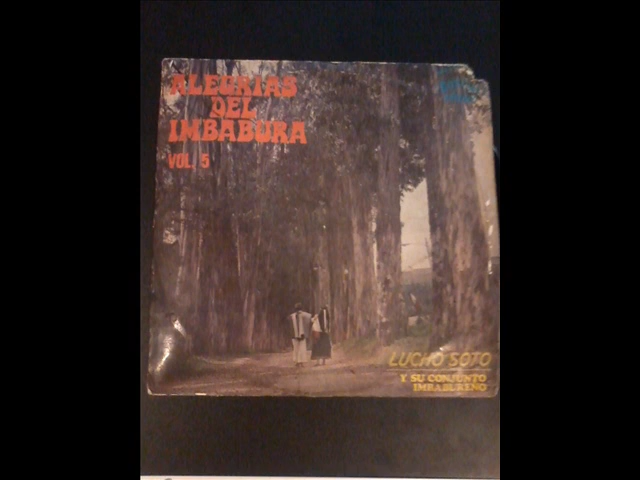 ALEGRIAS
DEL
IMBABURA
VOL. 5
LUCHO SOTO
Y SU CONJUNTO
IMBABUREÑO